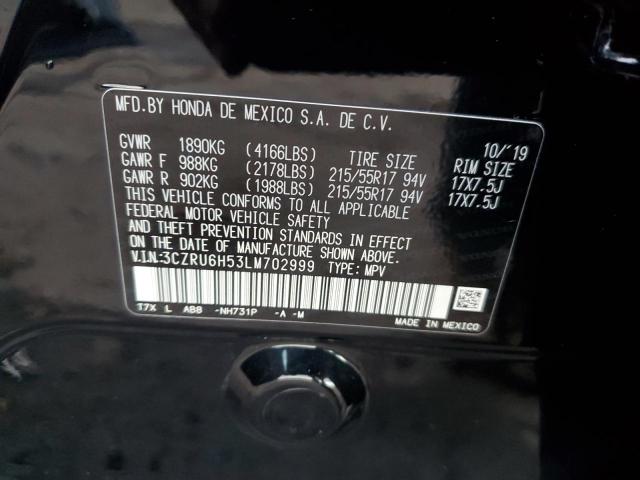 MFD.BY HONDA DE MEXICO S.A. DE C.V.
10/'19
GVWR 1890KG (4166LBS) TIRE SIZE RIM SIZE
GAWR F 988KG (2178LBS) 215/55R17 94V 17X7.5J
GAWR R 902KG (1988LBS) 215/55R17 94V 17X7.5J
THIS VEHICLE CONFORMS TO ALL APPLICABLE
FEDERAL MOTOR VEHICLE SAFETY
AND THEFT PREVENTION STANDARDS IN EFFECT
ON THE DATE OF MANUFACTURE SHOWN ABOVE.
V.I.N:3CZRU6H53LM702999 TYPE: MPV
17X L ABB -NH731P -A -M
MADE IN MEXICO